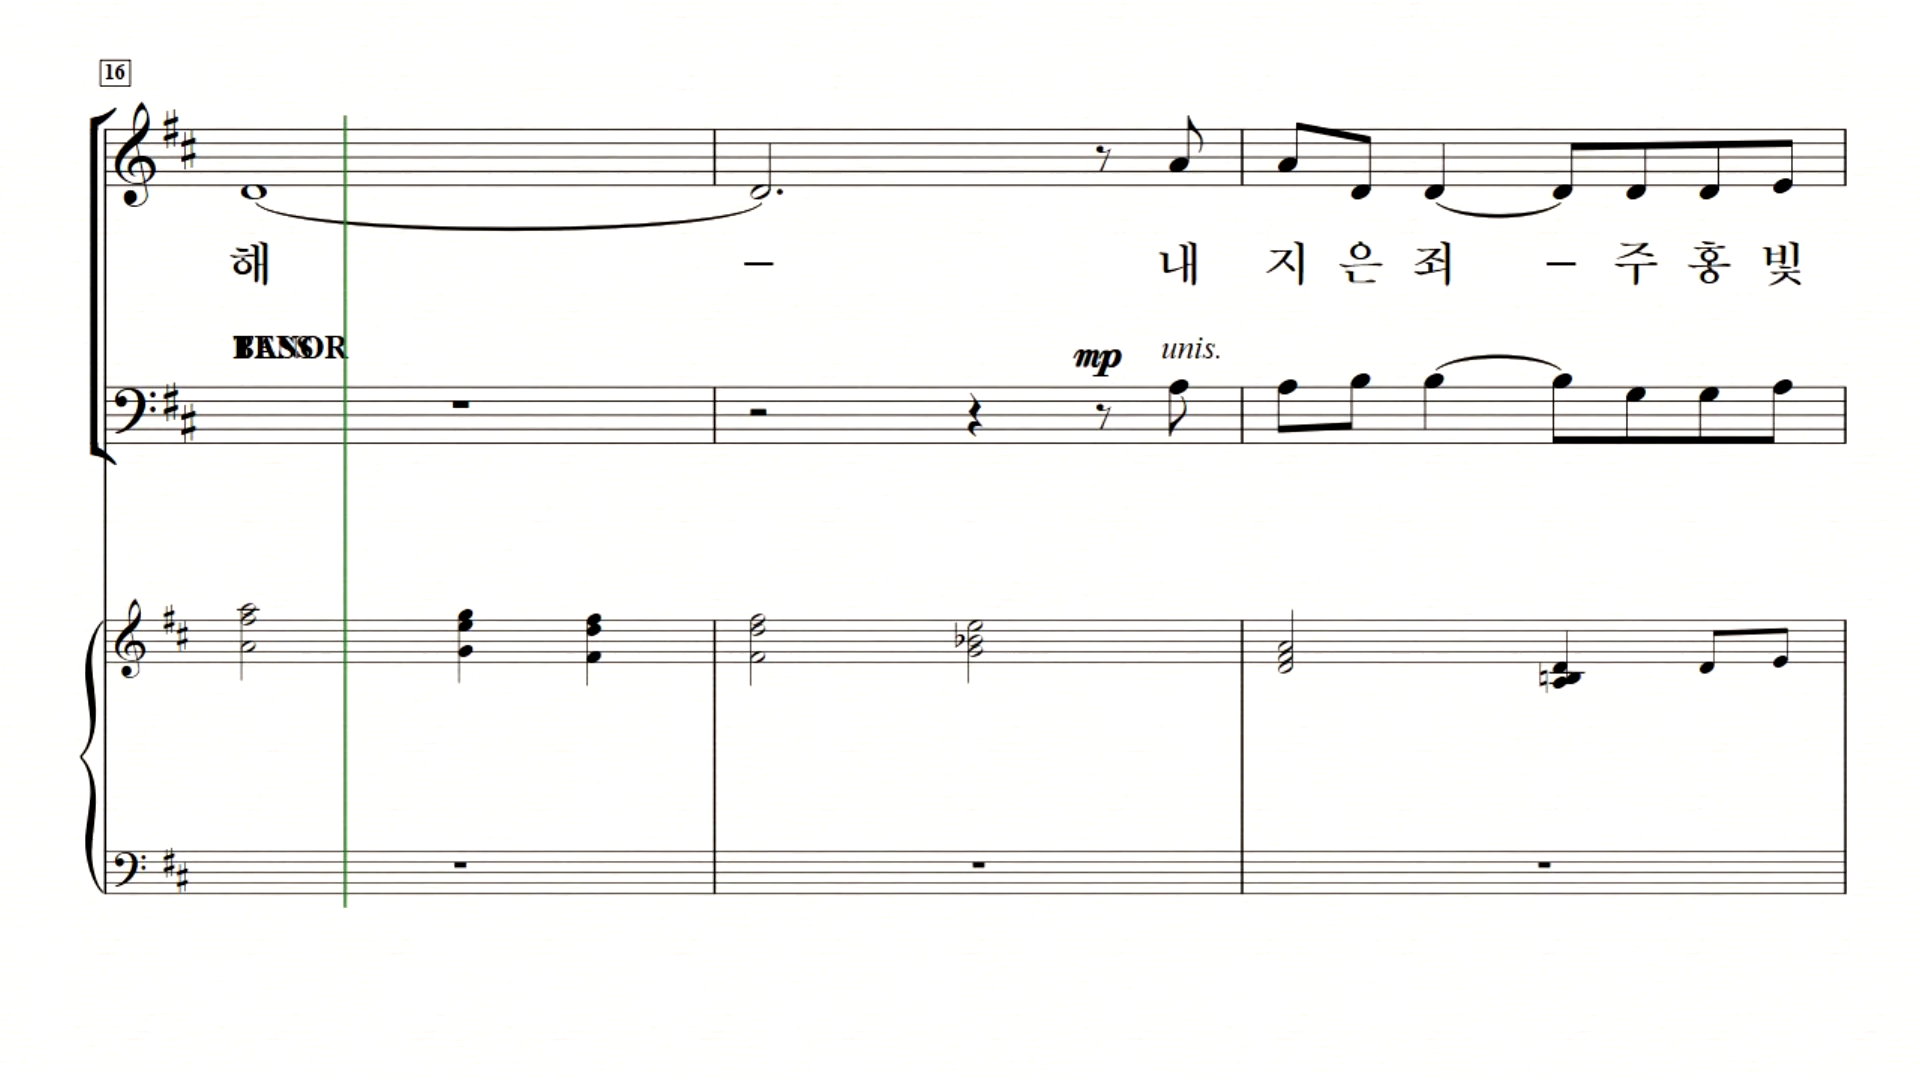 16
해 – 내 지 은 죄 – 주 홍 빛
mp unis.